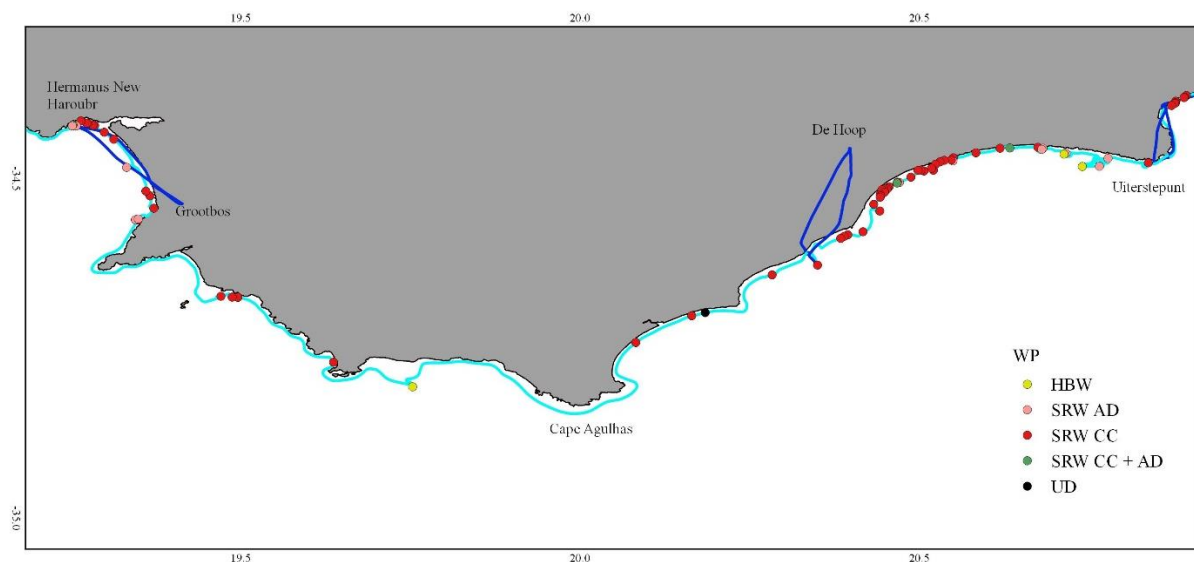 19.5
20.0
20.5
Hermanus New
Haroubr
De Hoop
-34.5
Grootbos
Uiterstepunt
Cape Agulhas
WP
HBW
SRW AD
SRW CC
SRW CC + AD
UD
-35.0
19.5
20.0
20.5